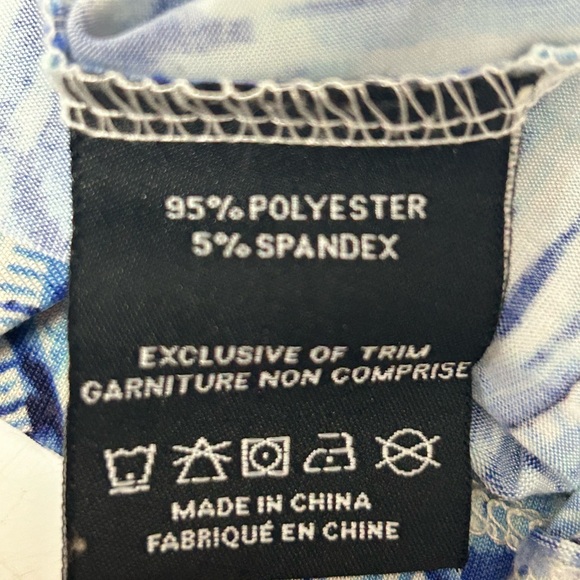 95% POLYESTER
5% SPANDEX
EXCLUSIVE OF TRIM
GARNITURE NON COMPRISE
MADE IN CHINA
FABRIQUÉ EN CHINE